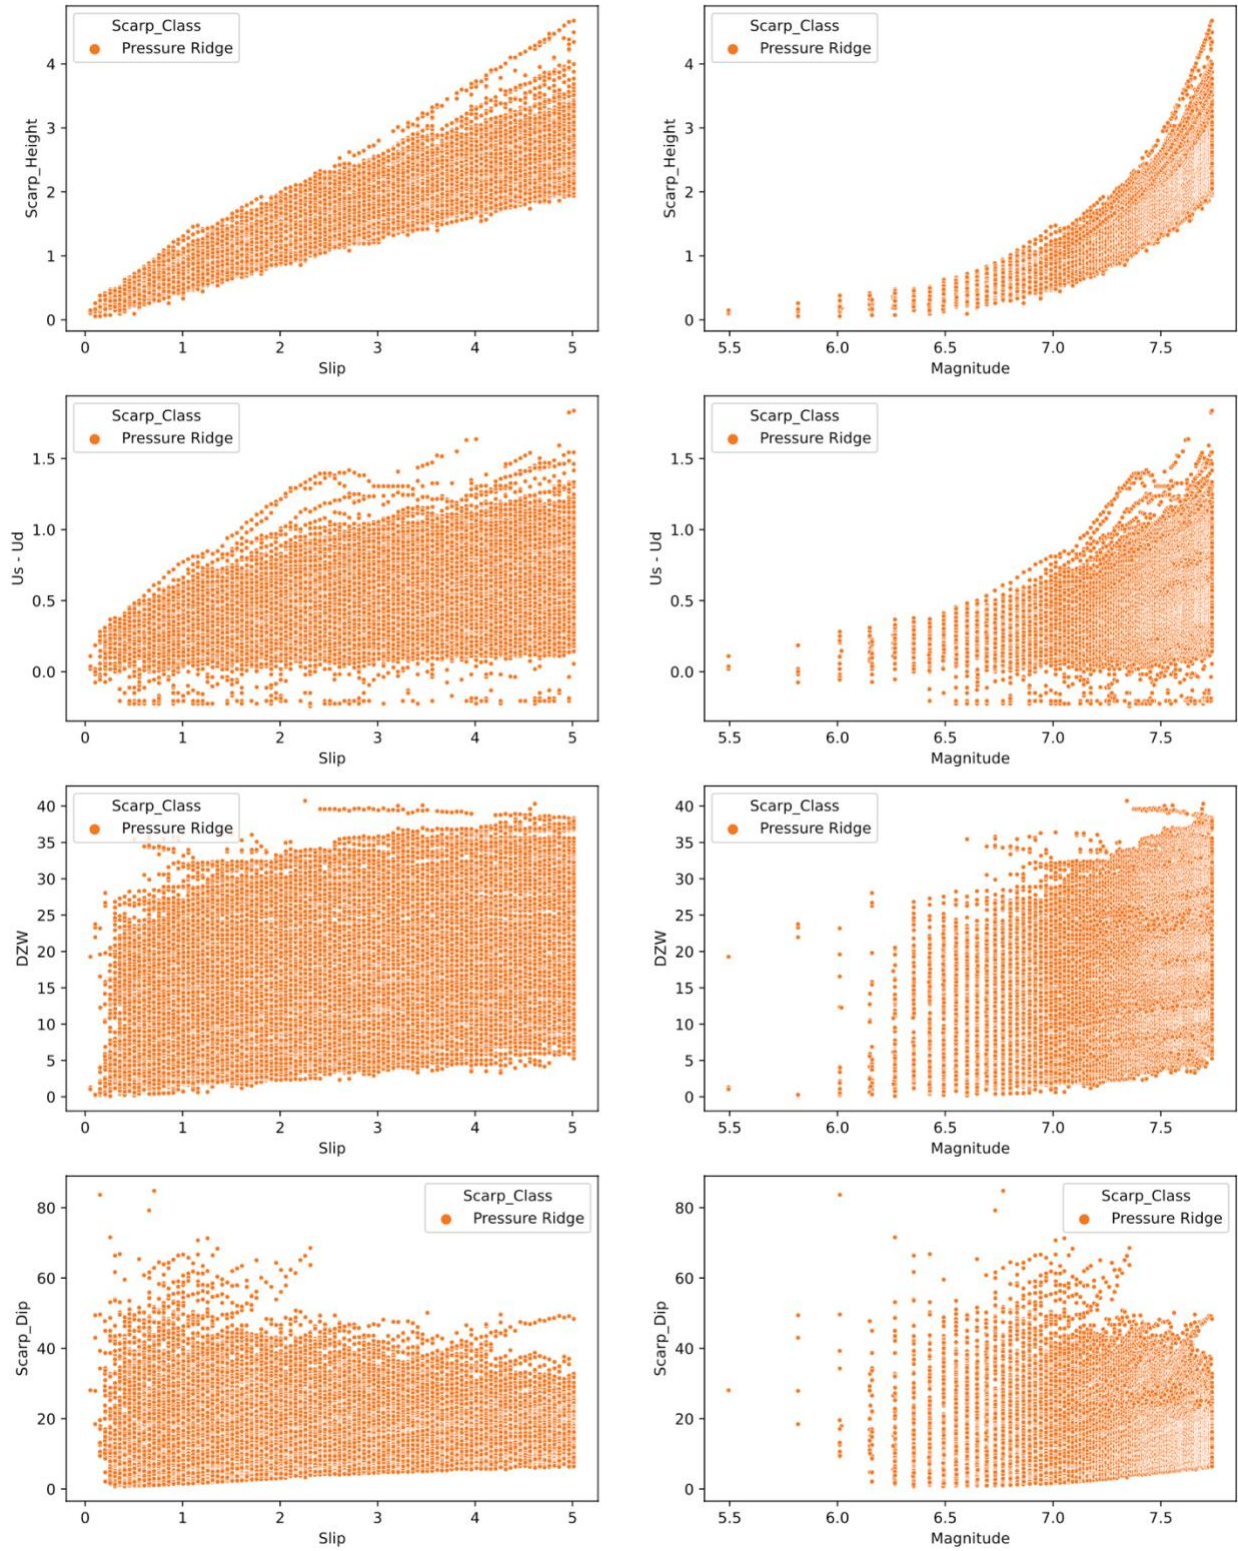 Scarp_Class
Pressure Ridge
4
3
2
1
0
Scarp_Height
0 1 2 3 4 5
Slip
Scarp_Class
Pressure Ridge
4
3
2
1
0
Scarp_Height
5.5 6.0 6.5 7.0 7.5
Magnitude
Scarp_Class
Pressure Ridge
1.5
1.0
0.5
0.0
Us - Ud
0 1 2 3 4 5
Slip
Scarp_Class
Pressure Ridge
1.5
1.0
0.5
0.0
Us - Ud
5.5 6.0 6.5 7.0 7.5
Magnitude
Scarp_Class
Pressure Ridge
40
35
30
25
20
15
10
5
0
DZW
0 1 2 3 4 5
Slip
Scarp_Class
Pressure Ridge
40
35
30
25
20
15
10
5
0
DZW
5.5 6.0 6.5 7.0 7.5
Magnitude
Scarp_Class
Pressure Ridge
80
60
40
20
0
Scarp_Dip
0 1 2 3 4 5
Slip
Scarp_Class
Pressure Ridge
80
60
40
20
0
Scarp_Dip
5.5 6.0 6.5 7.0 7.5
Magnitude